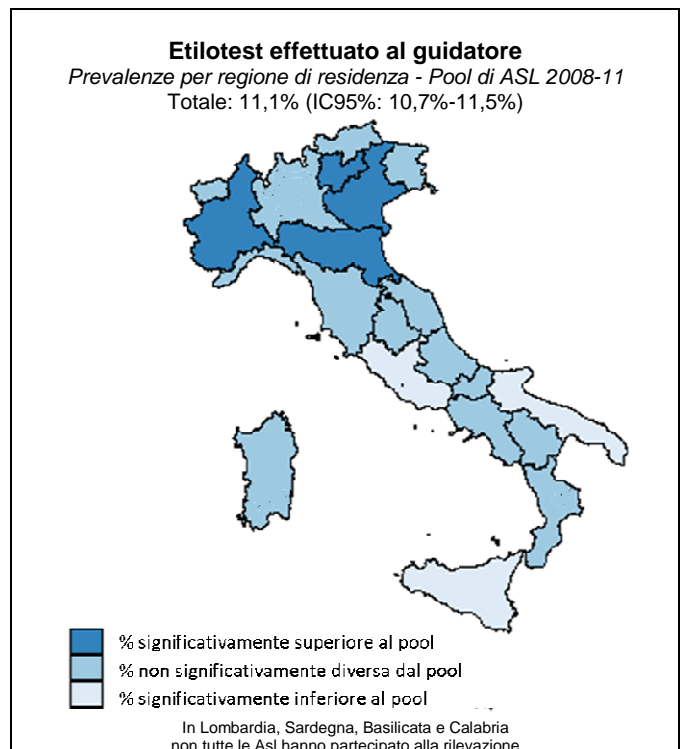 Etilotest effettuato al guidatore
Prevalenze per regione di residenza - Pool di ASL 2008-11
Totale: 11,1% (IC95%: 10,7%-11,5%)
% significativamente superiore al pool
% non significativamente diversa dal pool
% significativamente inferiore al pool
In Lombardia, Sardegna, Basilicata e Calabria
non tutte le Asl hanno partecipato alla rilevazione